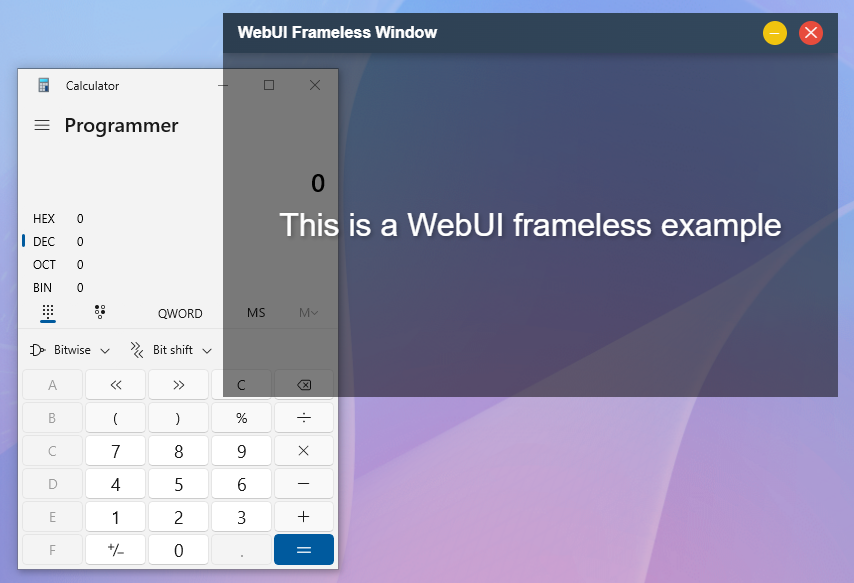 WebUI Frameless Window
This is a WebUI frameless example
Calculator
Programmer
0
HEX 0
DEC 0
OCT 0
BIN 0
QWORD MS M
Bitwise Bit shift
A « » C
B ( ) % ÷
C 7 8 9 ×
D 4 5 6 −
E 1 2 3 +
F +/− 0 . =